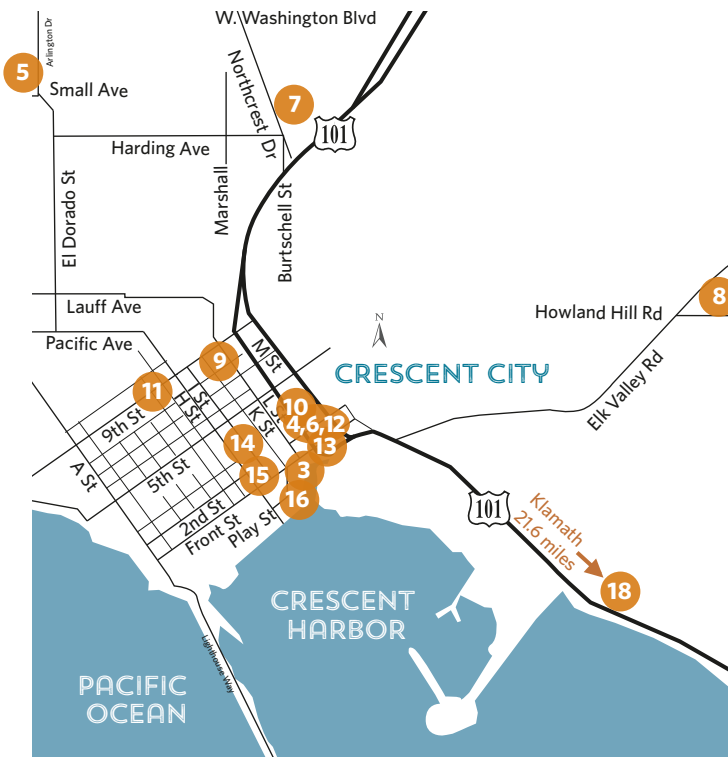 W. Washington Blvd
Arlington Dr
5
Small Ave
Northcrest Dr
7
101
Harding Ave
Marshall
El Dorado St
Burtschell St
8
Lauff Ave
Howland Hill Rd
N
Pacific Ave
M St
9
CRESCENT CITY
Elk Valley Rd
11
I St
H St
L St
K St
10
4,6,12
9th St
13
14
A St
5th St
15
3
16
2nd St
Front St
Play St
101
Klamath
21.6 miles
18
CRESCENT
HARBOR
Lighthouse Way
PACIFIC
OCEAN